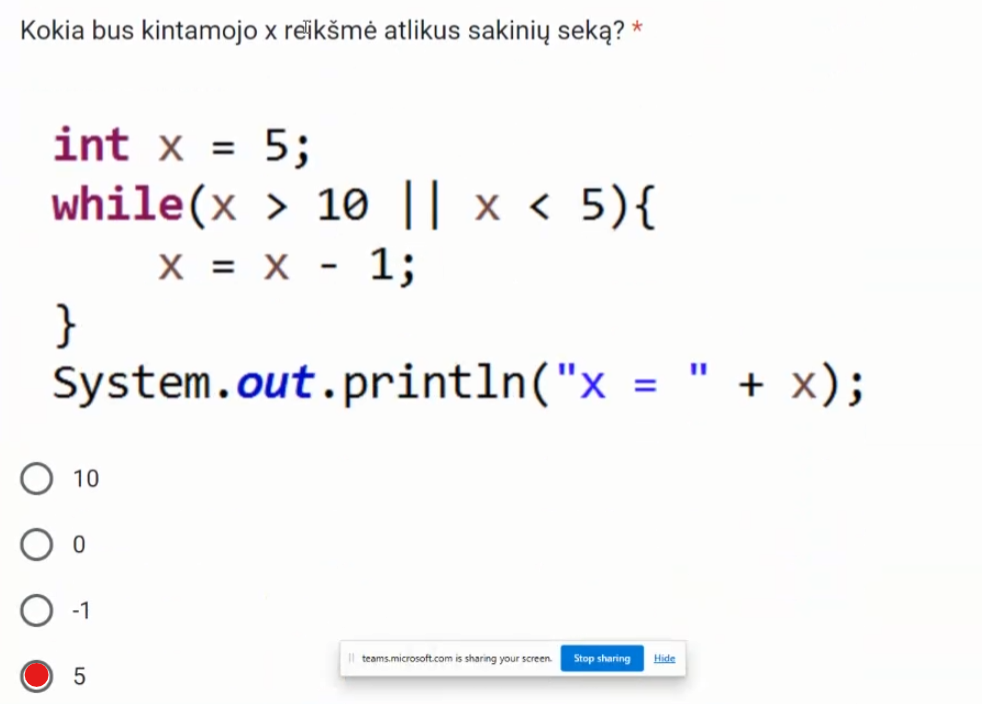 Kokia bus kintamojo x reikšmė atlikus sakinių seką? *
int x = 5;
while(x > 10 || x < 5){
x = x - 1;
}
System.out.println("x = " + x);
10
0
-1
5
teams.microsoft.com is sharing your screen.
Stop sharing
Hide